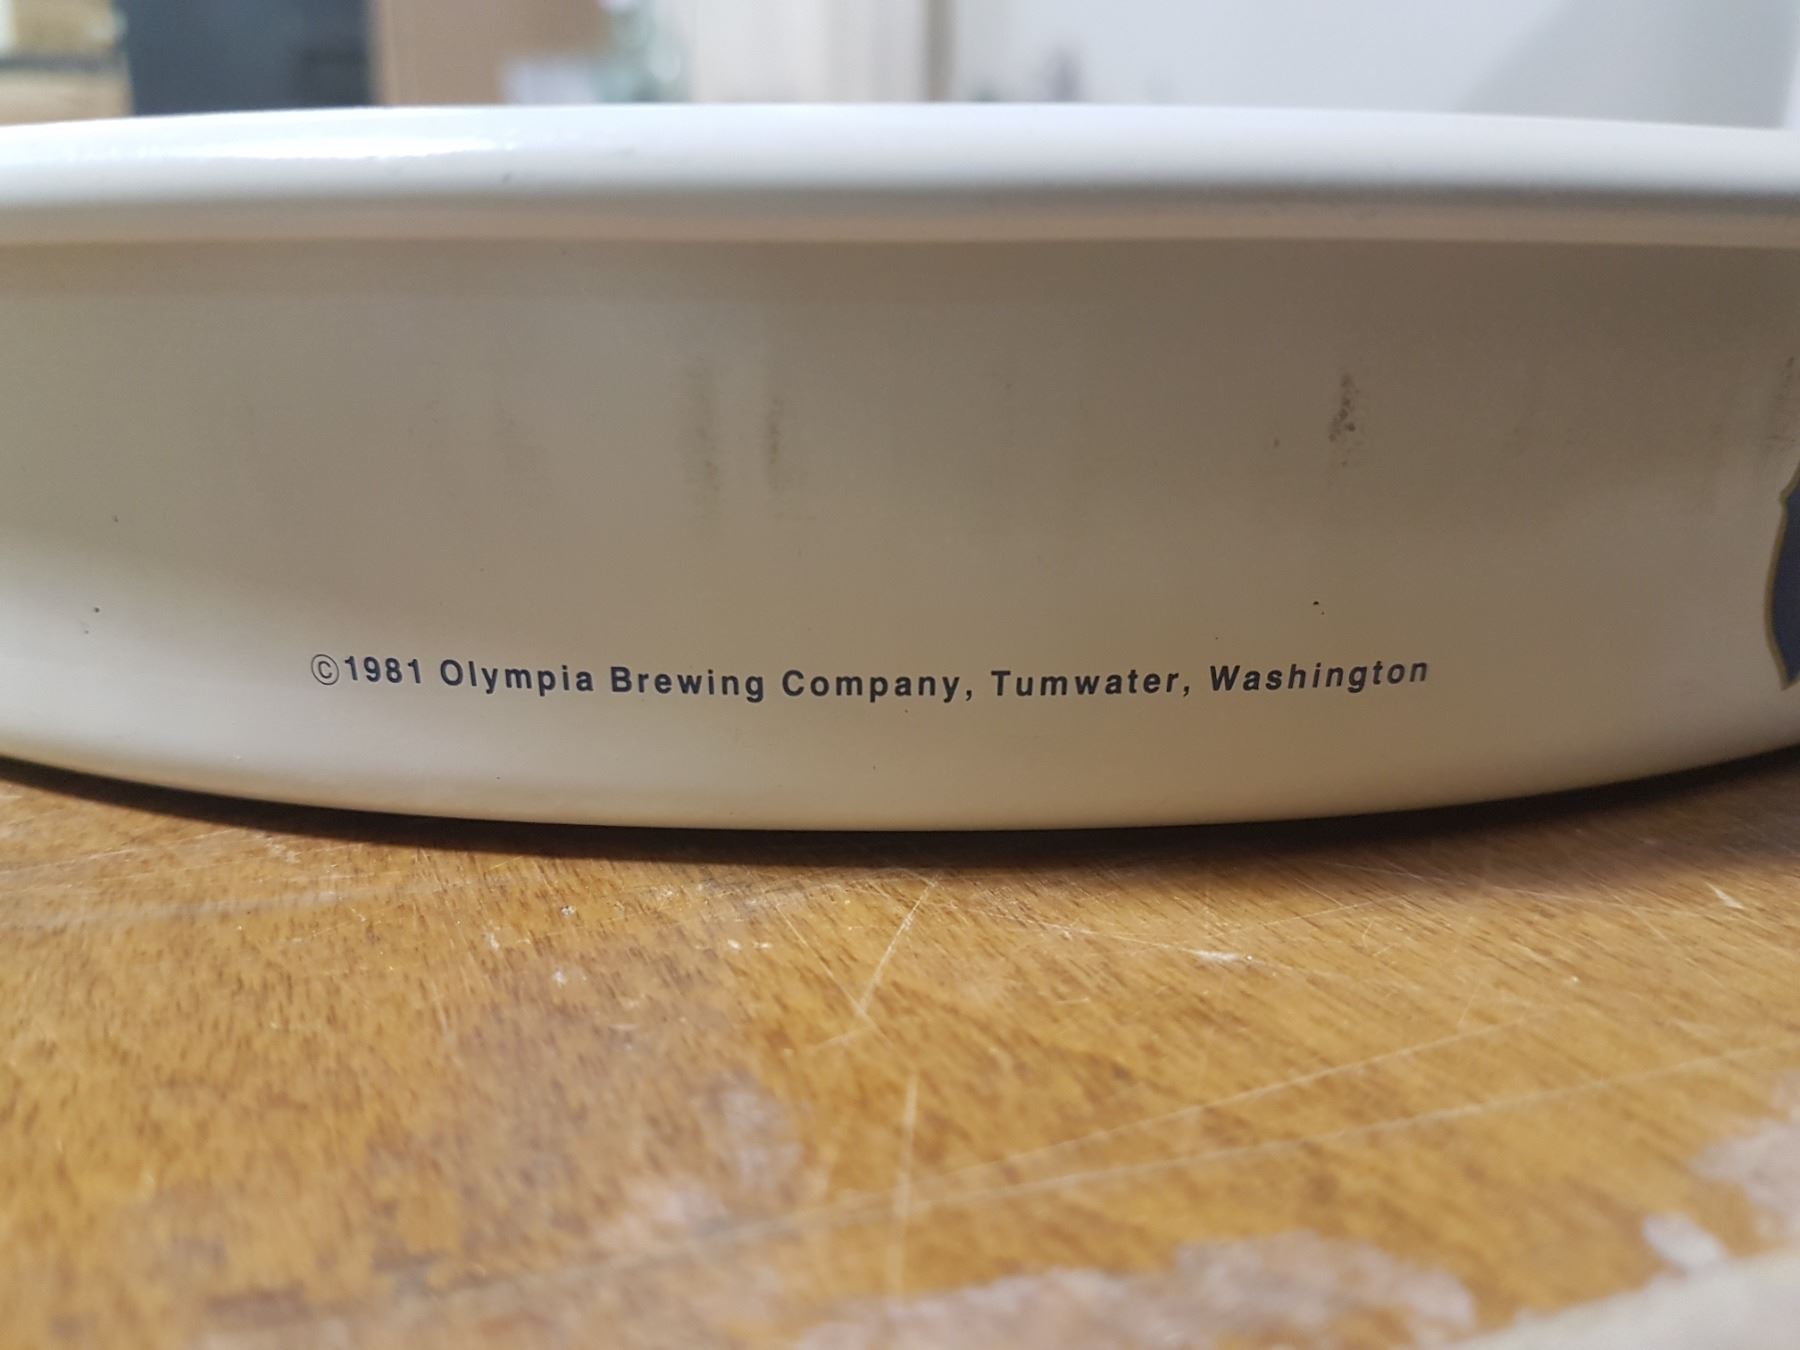 ©1981 Olympia Brewing Company, Tumwater, Washington